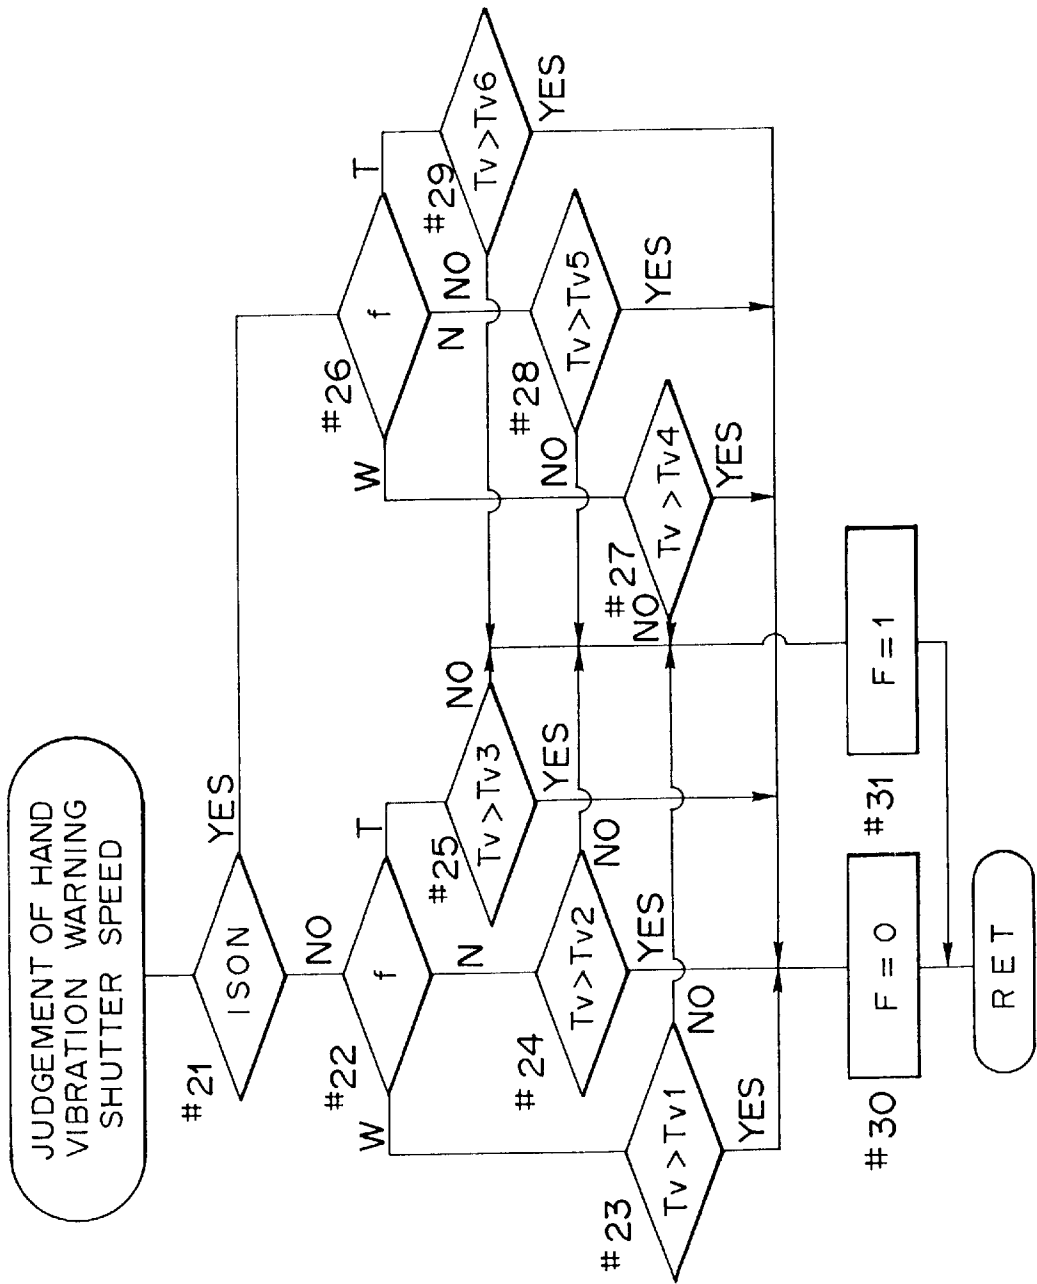 JUDGEMENT OF HAND
VIBRATION WARNING
SHUTTER SPEED
#21
ISON
YES
NO
#22
f
W
N
T
#26
f
W
N
T
#25
Tv>Tv3
NO
YES
#29
Tv>Tv6
NO
YES
#24
Tv>Tv2
NO
YES
#28
Tv>Tv5
NO
YES
#23
Tv>Tv1
NO
YES
#27
Tv>Tv4
NO
YES
#30
F=0
#31
F=1
RET